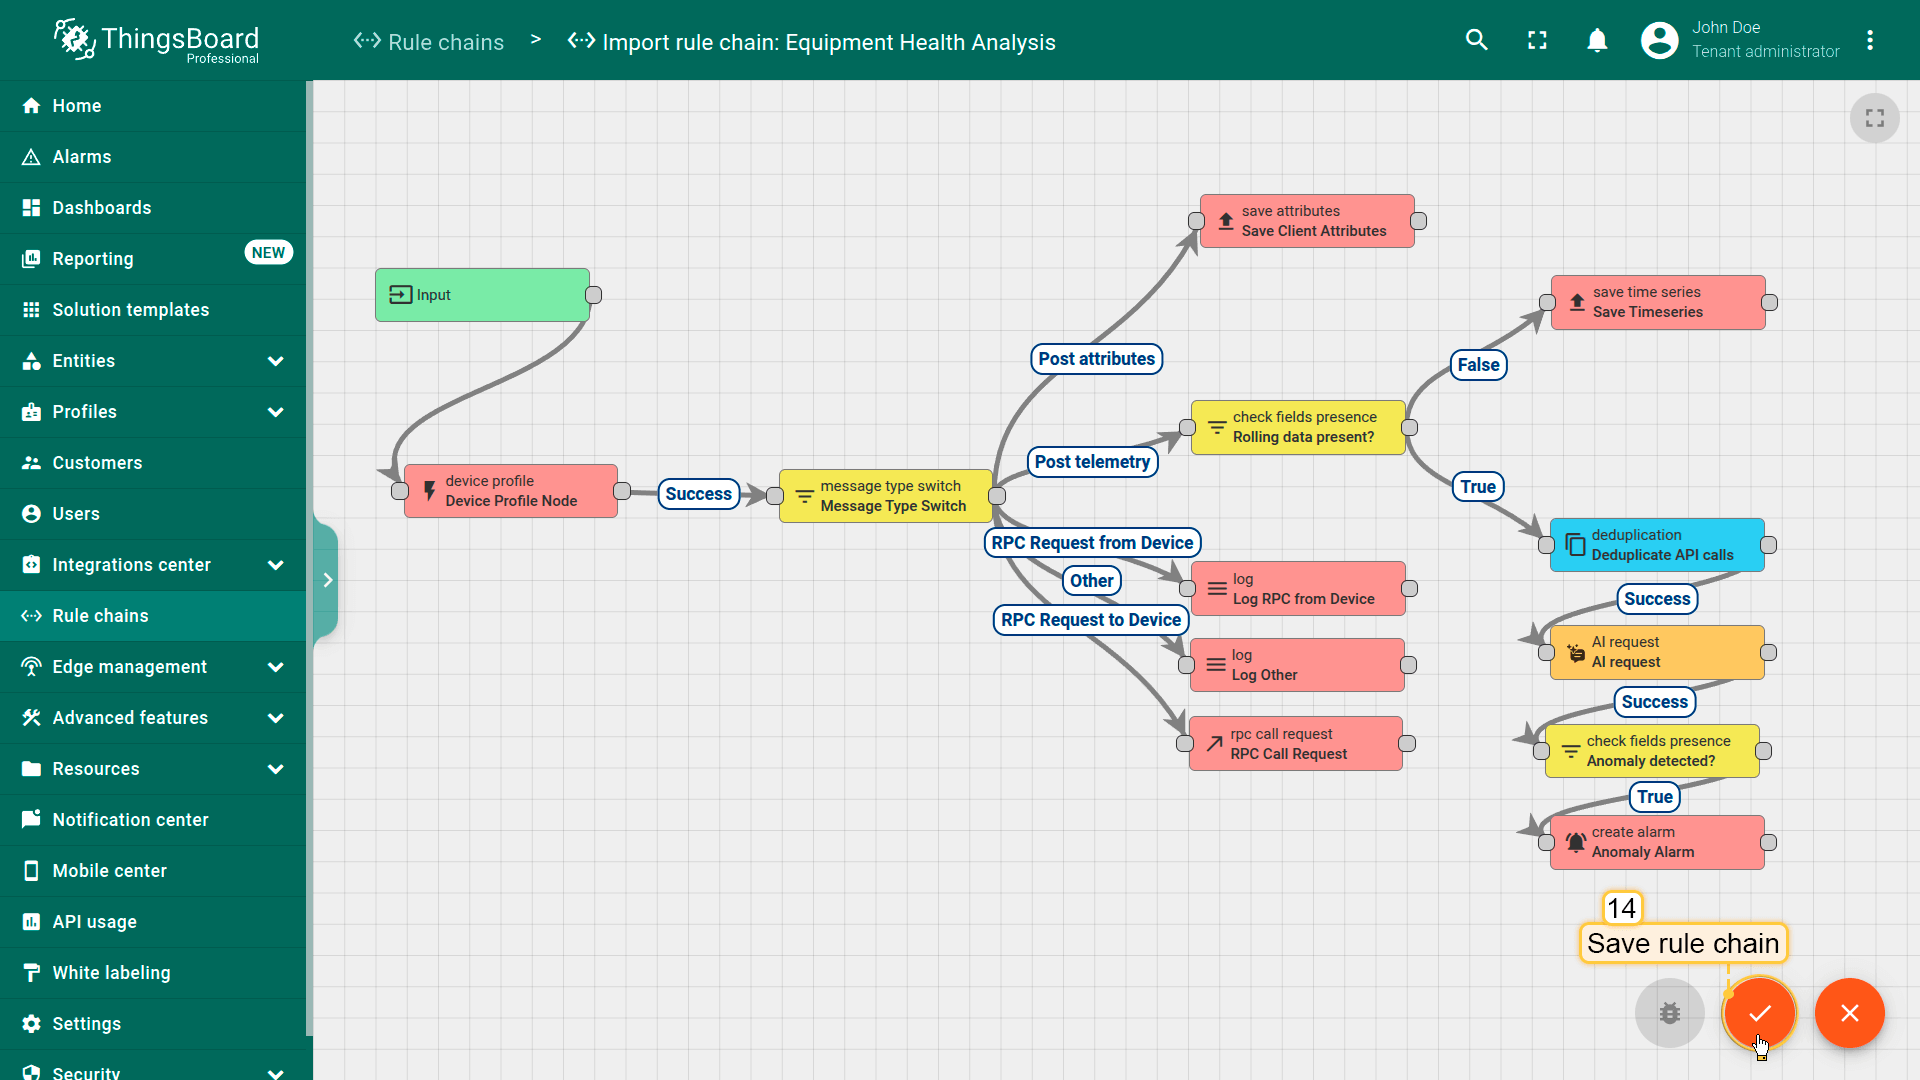 ThingsBoard
Professional
Rule chains > Import rule chain: Equipment Health Analysis
John Doe
Tenant administrator
Home
Alarms
Dashboards
Reporting NEW
Solution templates
Entities
Profiles
Customers
Users
Integrations center
Rule chains
Edge management
Advanced features
Resources
Notification center
Mobile center
API usage
White labeling
Settings
Security
Input
device profile
Device Profile Node
Success
message type switch
Message Type Switch
Post attributes
Post telemetry
RPC Request from Device
Other
RPC Request to Device
save attributes
Save Client Attributes
check fields presence
Rolling data present?
log
Log RPC from Device
log
Log Other
rpc call request
RPC Call Request
False
True
save time series
Save Timeseries
deduplication
Deduplicate API calls
Success
AI request
AI request
Success
check fields presence
Anomaly detected?
True
create alarm
Anomaly Alarm
14
Save rule chain